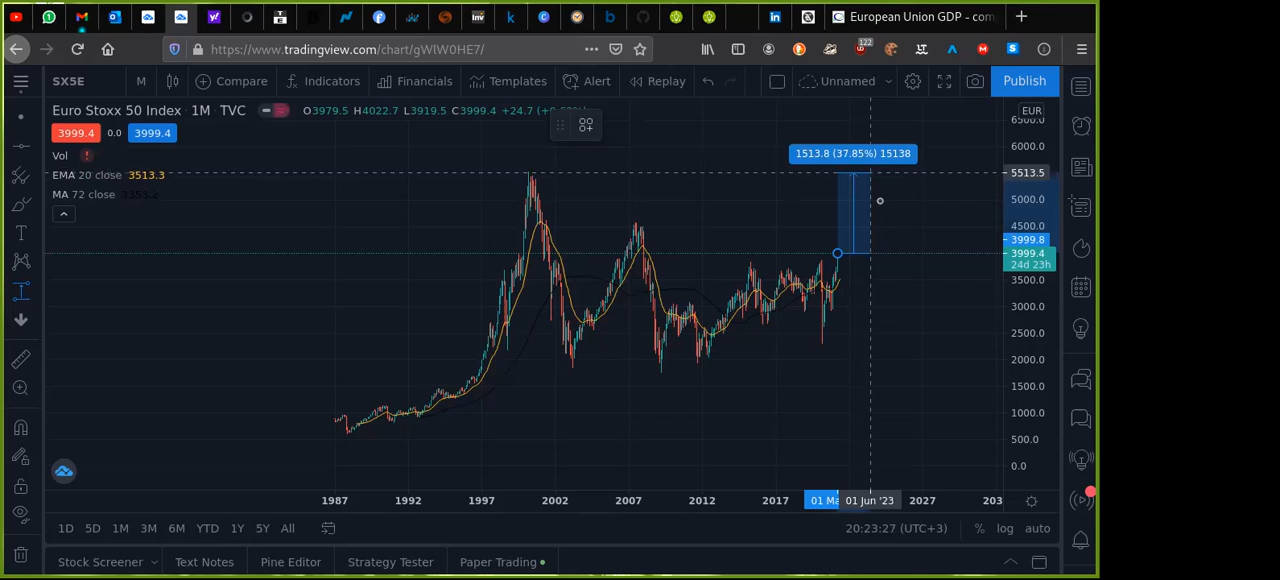 European Union GDP - com
122
https://www.tradingview.com/chart/gWlW0HE7/
SX5E M Compare Indicators Financials Templates Alert Replay Unnamed Publish
Euro Stoxx 50 Index · 1M · TVC O3979.5 H4022.7 L3919.5 C3999.4 +24.7
EUR
3999.4 0.0 3999.4
Vol
EMA 20 close 3513.3
MA 72 close
1513.8 (37.85%) 15138
6500.0
6000.0
5513.5
5000.0
4500.0
3999.8
3999.4
24d 23h
3500.0
3000.0
2500.0
2000.0
1500.0
1000.0
500.0
0.0
1987 1992 1997 2002 2007 2012 2017 01 Ma 01 Jun '23 2027 203
1D 5D 1M 3M 6M YTD 1Y 5Y All 20:23:27 (UTC+3) % log auto
Stock Screener Text Notes Pine Editor Strategy Tester Paper Trading